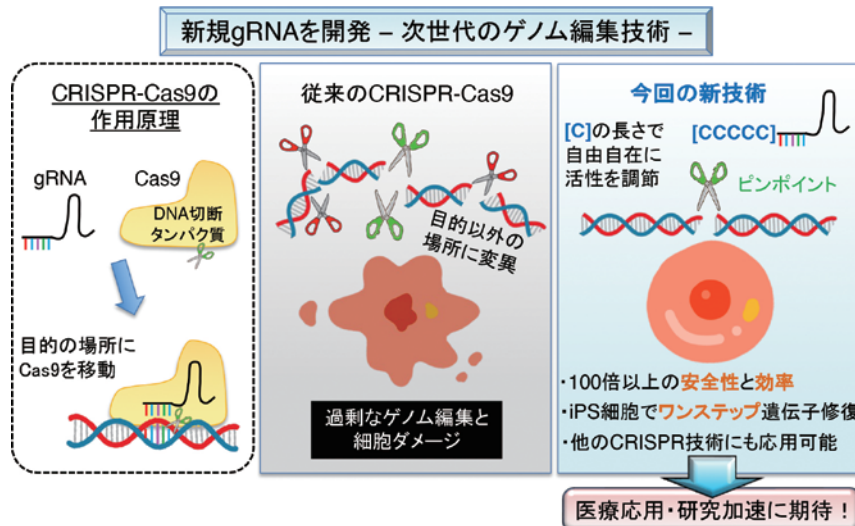 新規gRNAを開発 – 次世代のゲノム編集技術 –
CRISPR-Cas9の
作用原理
gRNA
Cas9
DNA切断
タンパク質
目的の場所に
Cas9を移動
従来のCRISPR-Cas9
目的以外の
場所に変異
過剰なゲノム編集と
細胞ダメージ
今回の新技術
[C]の長さで
自由自在に
活性を調節
[CCCCC]
ピンポイント
・100倍以上の安全性と効率
・iPS細胞でワンステップ遺伝子修復
・他のCRISPR技術にも応用可能
医療応用・研究加速に期待！